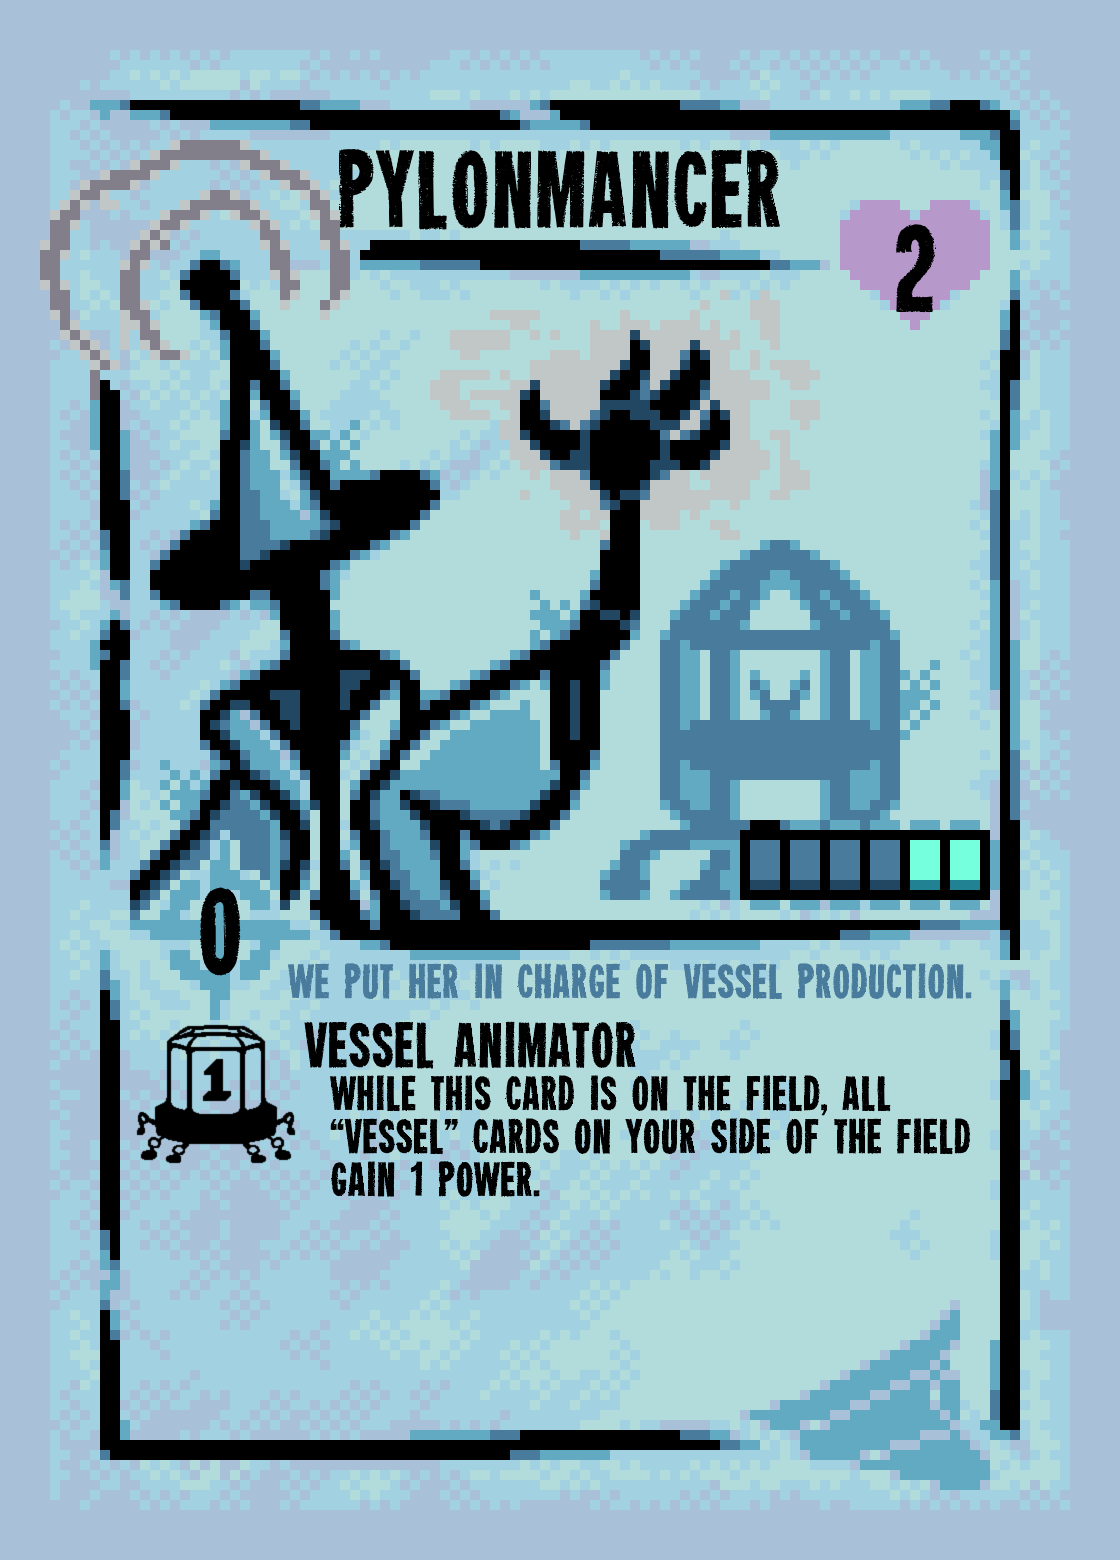 PYLONMANCER
2
0
WE PUT HER IN CHARGE OF VESSEL PRODUCTION.
1
VESSEL ANIMATOR
WHILE THIS CARD IS ON THE FIELD, ALL
“VESSEL” CARDS ON YOUR SIDE OF THE FIELD
GAIN 1 POWER.